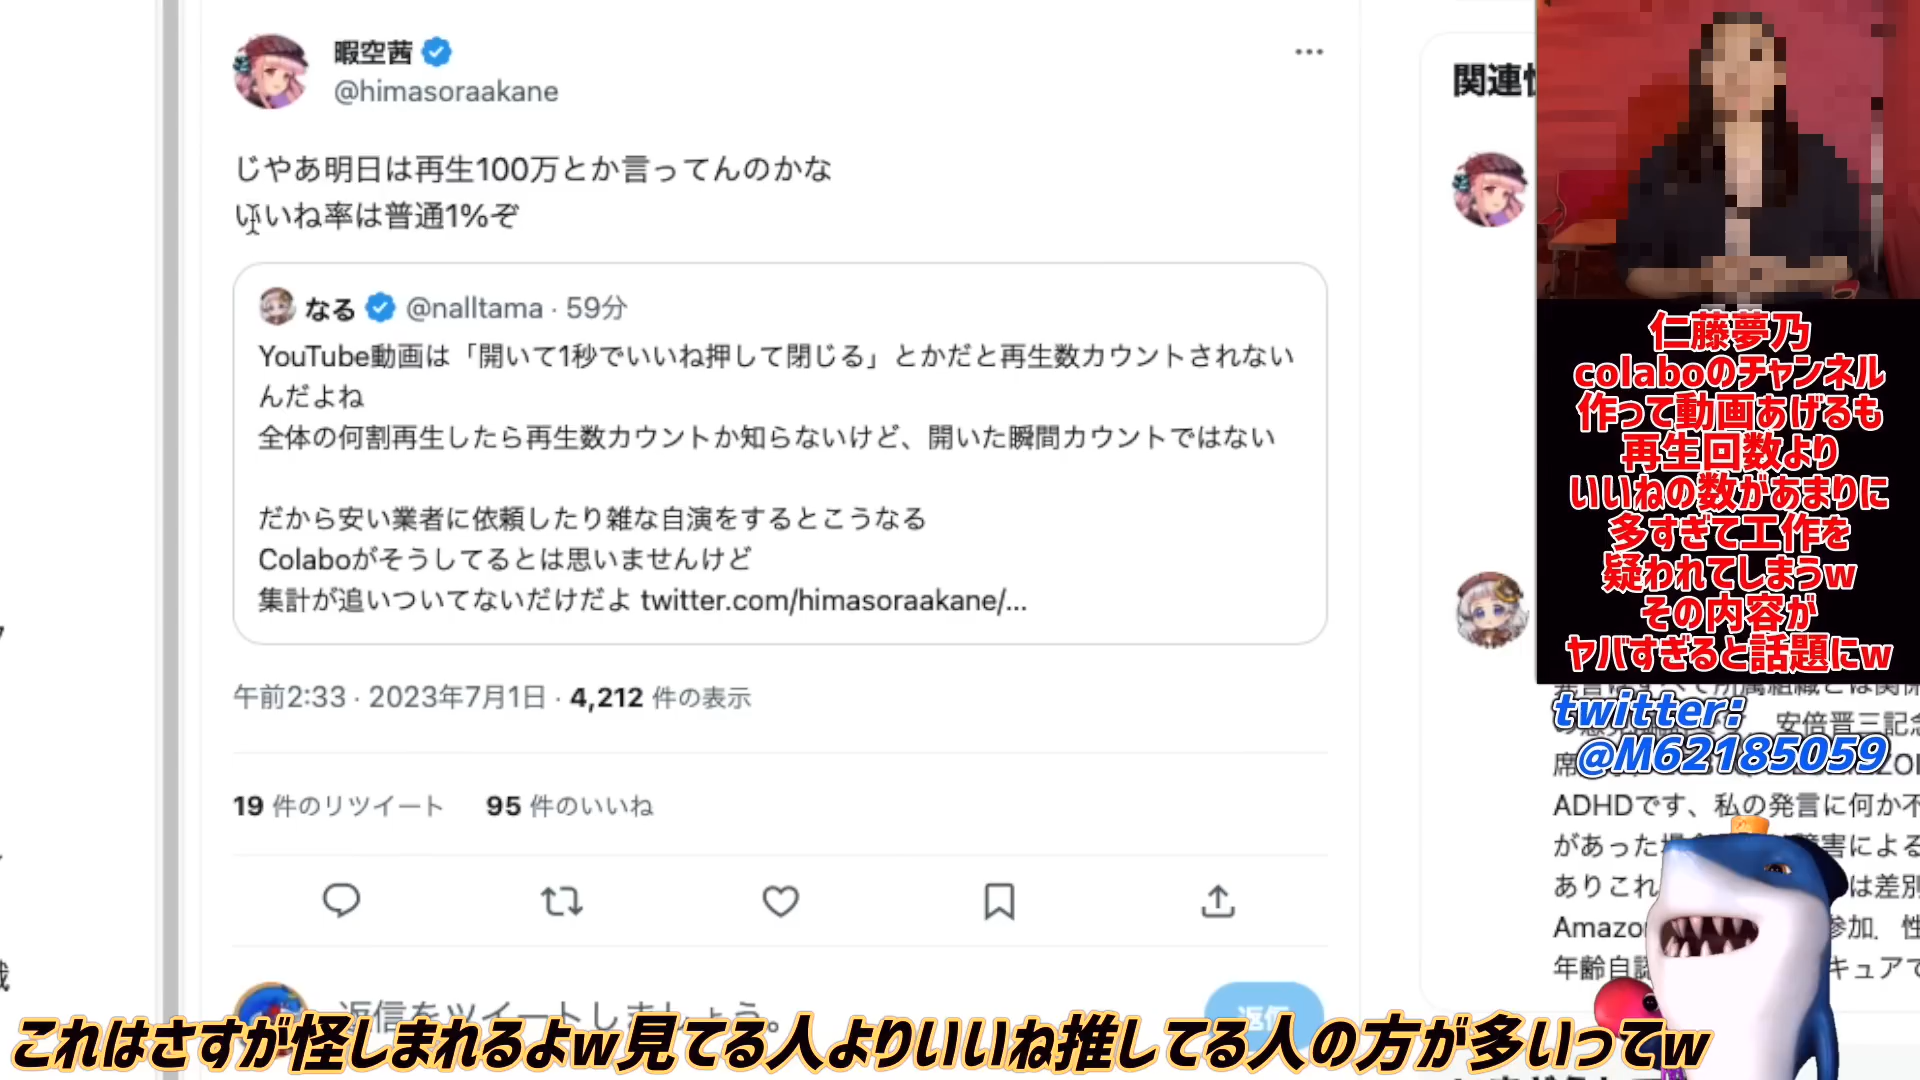 暇空茜
@himasoraakane
じやあ明日は再生100万とか言ってんのかな
いいね率は普通1%ぞ
なる @nalltama · 59分
YouTube動画は「開いて1秒でいいね押して閉じる」とかだと再生数カウントされない
んだよね
全体の何割再生したら再生数カウントか知らないけど、開いた瞬間カウントではない
だから安い業者に依頼したり雑な自演をするとこうなる
Colaboがそうしてるとは思いませんけど
集計が追いついてないだけだよ twitter.com/himasoraakane/...
午前2:33 · 2023年7月1日 · 4,212 件の表示
19 件のリツイート 95 件のいいね
返信をツイートしましょう。
返信
関連
仁藤夢乃
colaboのチャンネル
作って動画あげるも
再生回数より
いいねの数があまりに
多すぎて工作を
疑われてしまうw
その内容が
ヤバすぎると話題にw
twitter:
@M62185059
安倍晋三記
席
ADHDです、私の発言に何か不
があった
害による
ありこれ
は差別
Amazo
参加．性
年齢自認
キュアで
これはさすが怪しまれるよw見てる人よりいいね推してる人の方が多いってw